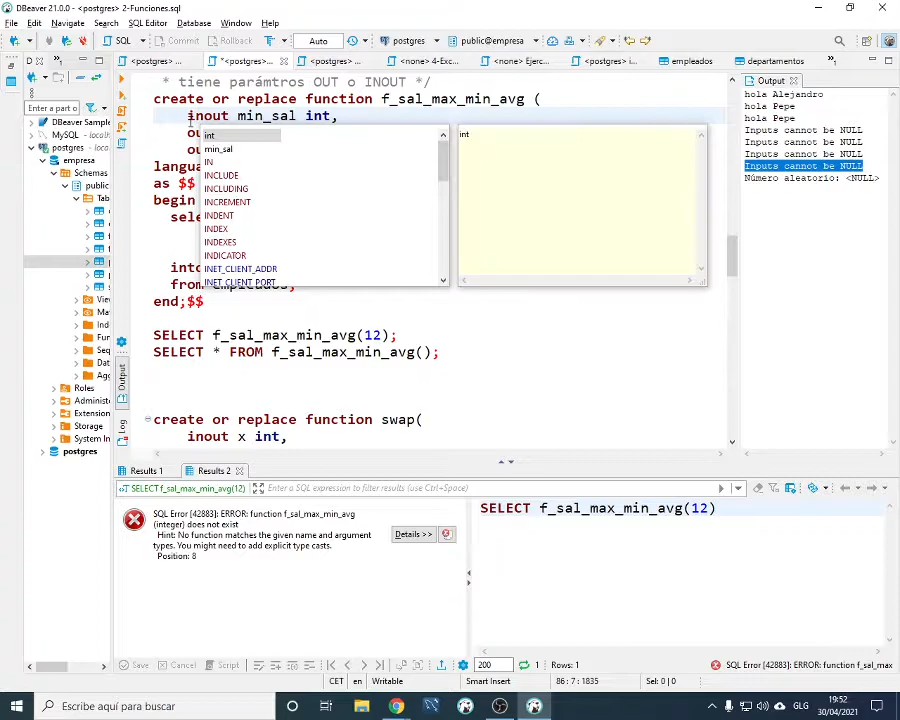 DBeaver 21.0.0 - 2-Funciones.sql
File Edit Navigate Search SQL Editor Database Window Help
SQL Commit Rollback Auto postgres public@empresa
D <postgres> ... *<postgres>... <postgres> ... <none> 4-Exc... <none> Ejerc... <postgres> i... empleados departamentos Output
Enter a part o
DBeaver Sample
MySQL (localho
postgres (localh
empresa
Schemas
public
Tab
View
Mat
Ind
Fun
Seq
Dat
Agg
Roles
Administ
Extension
Storage
System In
postgres
Output
Log
* tiene parámtros OUT o INOUT */
create or replace function f_sal_max_min_avg (
inout min_sal int,
ou
ou
langua
as $$
begin
sele
into
from empleados;
end;$$
SELECT f_sal_max_min_avg(12);
SELECT * FROM f_sal_max_min_avg();
create or replace function swap(
inout x int,
int
min_sal
IN
INCLUDE
INCLUDING
INCREMENT
INDENT
INDEX
INDEXES
INDICATOR
INET_CLIENT_ADDR
INET_CLIENT_PORT
int
hola Alejandro
hola Pepe
hola Pepe
Inputs cannot be NULL
Inputs cannot be NULL
Inputs cannot be NULL
Inputs cannot be NULL
Número aleatorio: <NULL>
Results 1 Results 2
SELECT f_sal_max_min_avg(12) Enter a SQL expression to filter results (use Ctrl+Space)
SQL Error [42883]: ERROR: function f_sal_max_min_avg
(integer) does not exist
Hint: No function matches the given name and argument
types. You might need to add explicit type casts.
Position: 8
Details >>
SELECT f_sal_max_min_avg(12)
Save Cancel Script 200 1 Rows: 1 SQL Error [42883]: ERROR: function f_sal_max
CET en Writable Smart Insert 86 : 7 : 1835 Sel: 0 | 0
Escribe aquí para buscar
GLG
19:52
30/04/2021